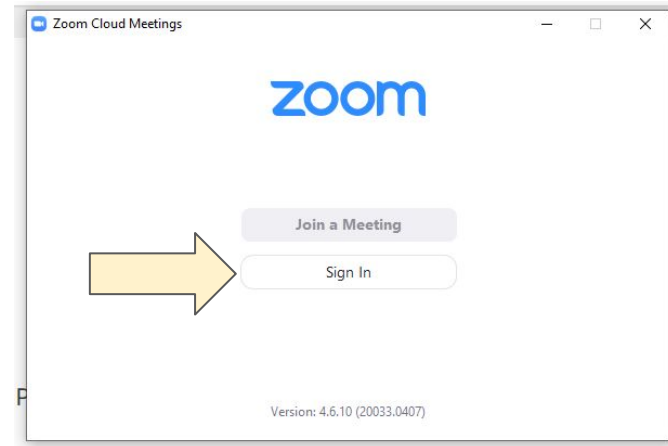 Zoom Cloud Meetings
zoom
Join a Meeting
Sign In
P
Version: 4.6.10 (20033.0407)